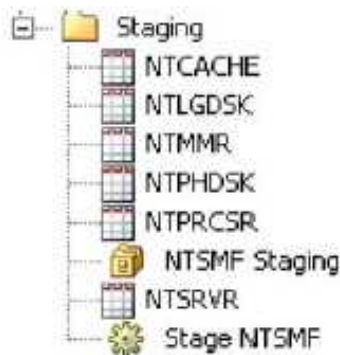 Staging
NTCACHE
NTLGDSK
NTMMR
NTPHDSK
NTPRCSR
NTSMF Staging
NTSRVR
Stage NTSMF